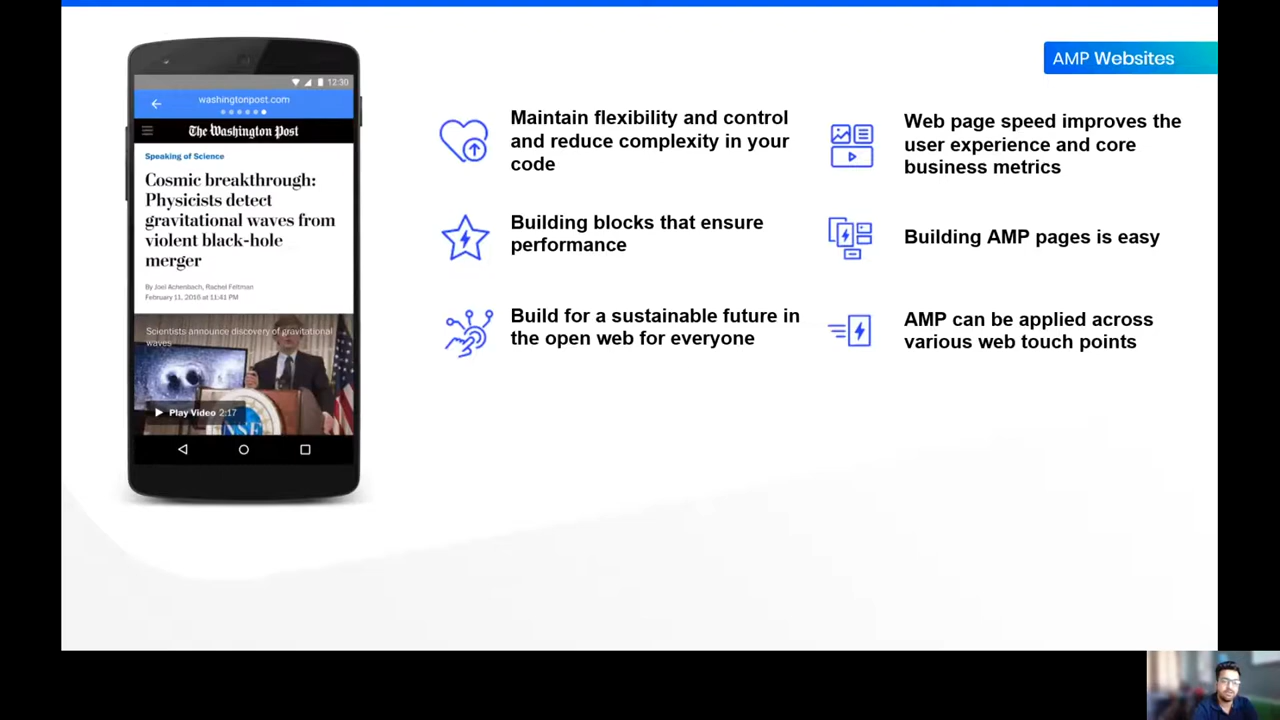 12:30
washingtonpost.com
The Washington Post
Speaking of Science
Cosmic breakthrough:
Physicists detect
gravitational waves from
violent black-hole
merger
By Joel Achenbach, Rachel Feltman
February 11, 2016 at 11:41 PM
Scientists announce discovery of gravitational
waves
Play Video 2:17
NSF
AMP Websites
Maintain flexibility and control
and reduce complexity in your
code
Building blocks that ensure
performance
Build for a sustainable future in
the open web for everyone
Web page speed improves the
user experience and core
business metrics
Building AMP pages is easy
AMP can be applied across
various web touch points